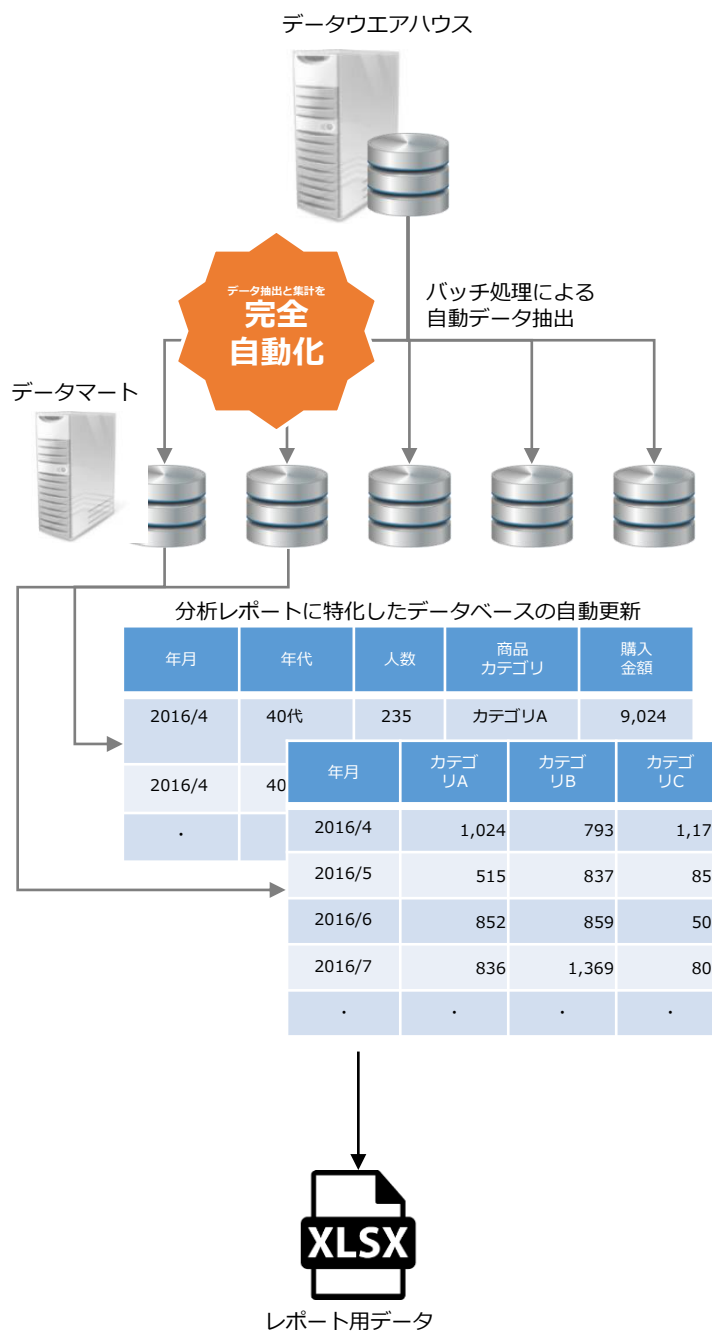 データウエアハウス
データ抽出と集計を
完全
自動化
バッチ処理による
自動データ抽出
データマート
分析レポートに特化したデータベースの自動更新
年月 年代 人数 商品 購入
カテゴリ 金額
2016/4 40代 235 カテゴリA 9,024
2016/4 40
・
年月 カテゴ カテゴ カテゴ
リA リB リC
2016/4 1,024 793 1,17
2016/5 515 837 85
2016/6 852 859 50
2016/7 836 1,369 80
・ ・ ・ ・
XLSX
レポート用データ